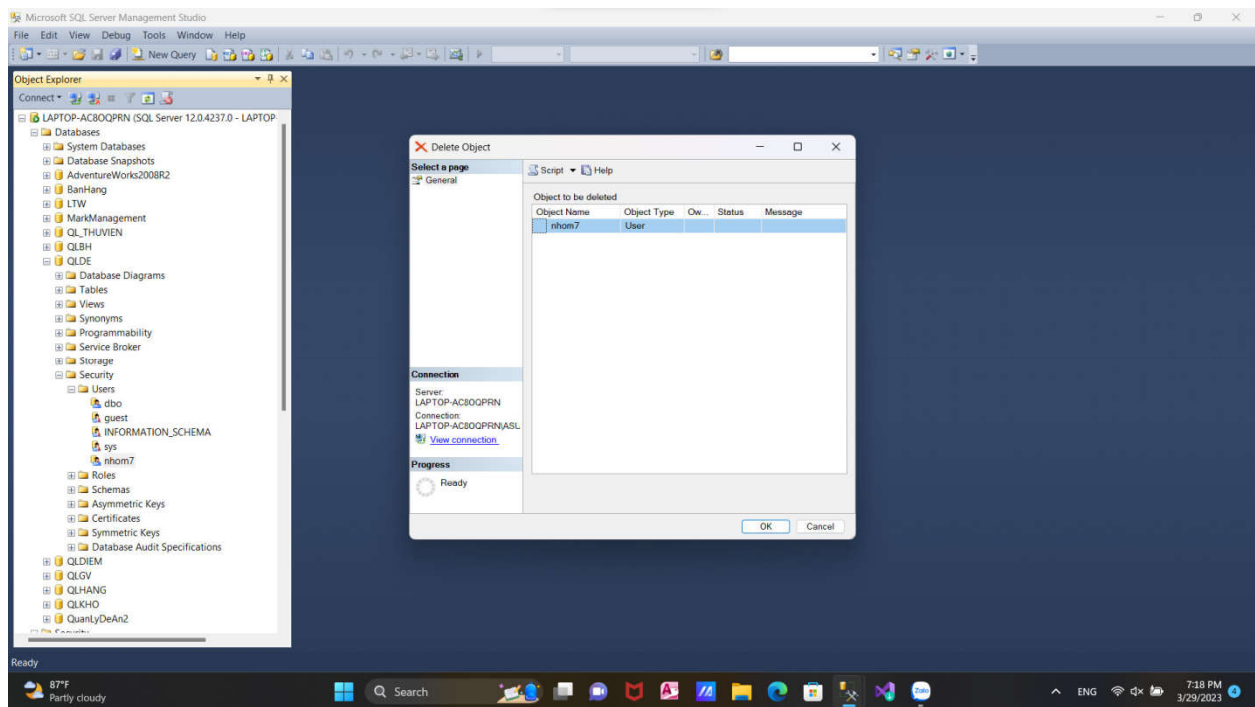 Microsoft SQL Server Management Studio
File Edit View Debug Tools Window Help
New Query
Object Explorer
Connect
LAPTOP-AC8OQPRN (SQL Server 12.0.4237.0 - LAPTOP-
Databases
System Databases
Database Snapshots
AdventureWorks2008R2
BanHang
LTW
MarkManagement
QL_THUVIEN
QLBH
QLDE
Database Diagrams
Tables
Views
Synonyms
Programmability
Service Broker
Storage
Security
Users
dbo
guest
INFORMATION_SCHEMA
sys
nhom7
Roles
Schemas
Asymmetric Keys
Certificates
Symmetric Keys
Database Audit Specifications
QLDIEM
QLGV
QLHANG
QLKHO
QuanLyDeAn2
Security
Delete Object
Select a page
General
Script Help
Object to be deleted
Object Name Object Type Ow... Status Message
nhom7 User
Connection
Server:
LAPTOP-AC8OQPRN
Connection:
LAPTOP-AC8OQPRN\ASU
View connection
Progress
Ready
OK Cancel
Ready
87°F
Partly cloudy
Search
Zalo
ENG
7:18 PM
3/29/2023
4